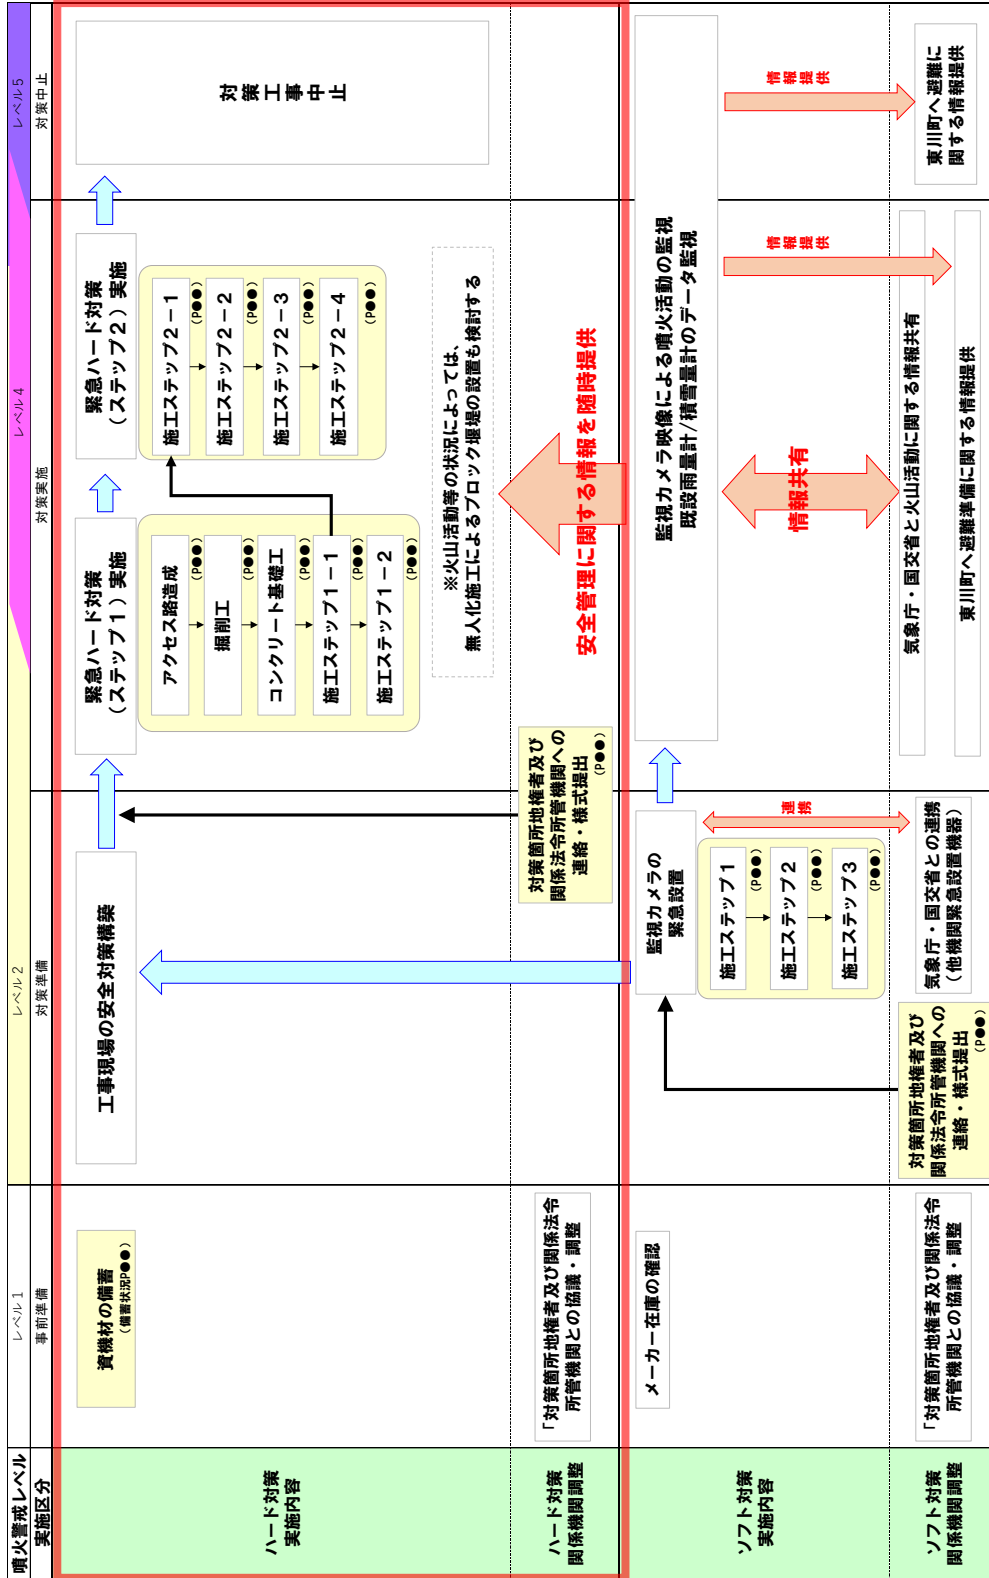 噴火警戒レベル
レベル1
レベル2
レベル4
レベル5
実施区分
事前準備
対策準備
対策実施
対策中止
ハード対策
実施内容
資機材の備蓄
(備蓄状況P●●)
工事現場の安全対策構築
緊急ハード対策
(ステップ1)実施
アクセス路造成
(P●●)
掘削工
(P●●)
コンクリート基礎工
(P●●)
施工ステップ1-1
(P●●)
施工ステップ1-2
(P●●)
緊急ハード対策
(ステップ2)実施
施工ステップ2-1
(P●●)
施工ステップ2-2
(P●●)
施工ステップ2-3
(P●●)
施工ステップ2-4
(P●●)
※火山活動等の状況によっては、
無人化施工によるブロック堰堤の設置も検討する
対策工事中止
ハード対策
関係機関調整
「対策箇所地権者及び関係法令
所管機関との協議・調整
対策箇所地権者及び
関係法令所管機関への
連絡・様式提出
(P●●)
安全管理に関する情報を随時提供
ソフト対策
実施内容
メーカー在庫の確認
監視カメラの
緊急設置
施工ステップ1
(P●●)
施工ステップ2
(P●●)
施工ステップ3
(P●●)
連携
監視カメラ映像による噴火活動の監視
既設雨量計/積雪量計のデータ監視
情報共有
情報
提供
情報
提供
ソフト対策
関係機関調整
「対策箇所地権者及び関係法令
所管機関との協議・調整
対策箇所地権者及び
関係法令所管機関への
連絡・様式提出
(P●●)
気象庁・国交省との連携
(他機関緊急設置機器)
気象庁・国交省と火山活動に関する情報共有
東川町へ避難準備に関する情報提供
東川町へ避難に
関する情報提供